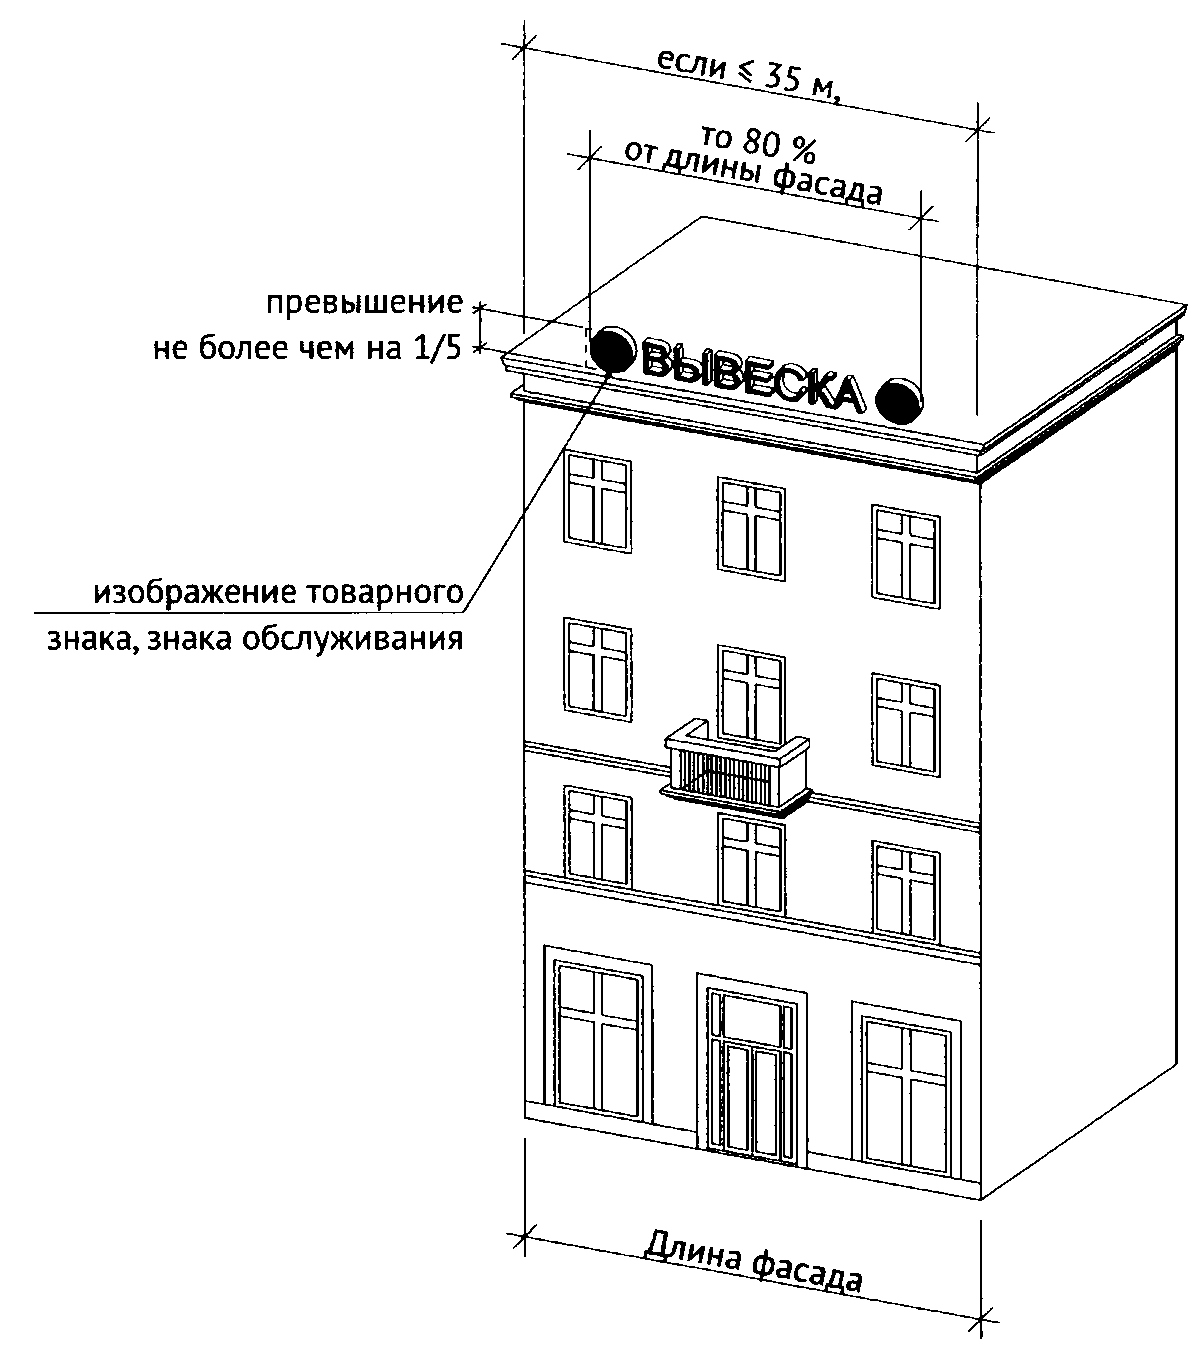 если ⩽ 35 м,
то 80 %
от длины фасада
превышение
не более чем на 1/5
ВЫВЕСКА
изображение товарного
знака, знака обслуживания
Длина фасада